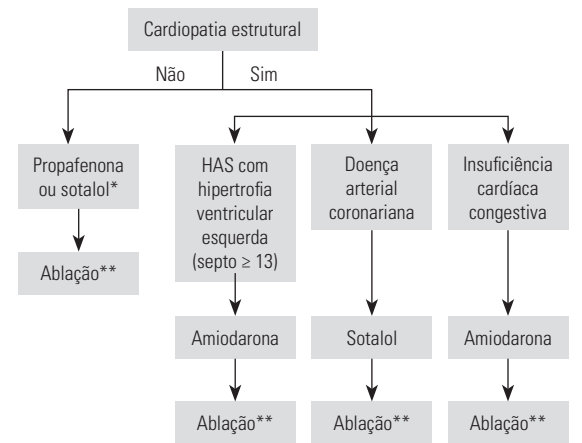 Cardiopatia estrutural
Não
Sim
Propafenona
ou sotalol*
Ablação**
HAS com
hipertrofia
ventricular
esquerda
(septo ≥ 13)
Amiodarona
Ablação**
Doença
arterial
coronariana
Sotalol
Ablação**
Insuficiência
cardíaca
congestiva
Amiodarona
Ablação**